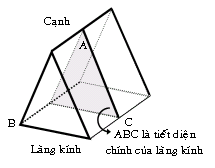 Cạnh
A
B
C
Lăng kính
ABC là tiết diện
chính của lăng kính